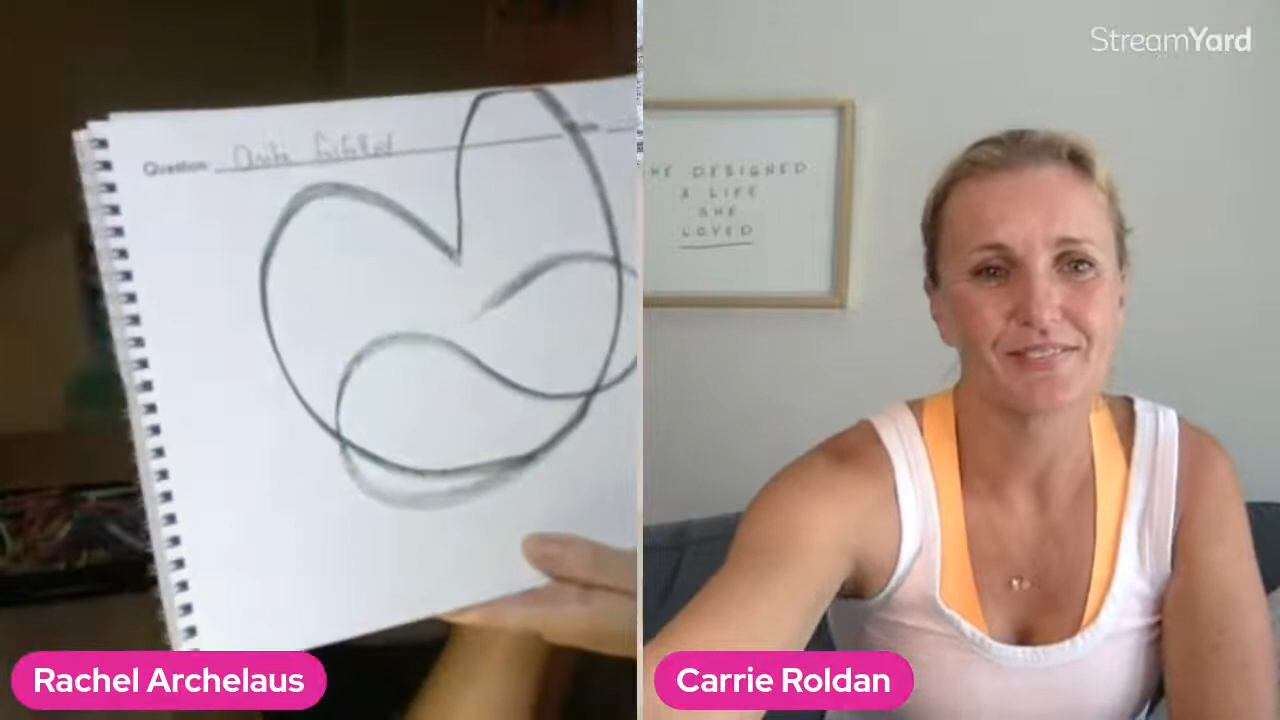 Question
StreamYard
HE DESIGNED
A LIFE
SHE
LOVED
Rachel Archelaus
Carrie Roldan